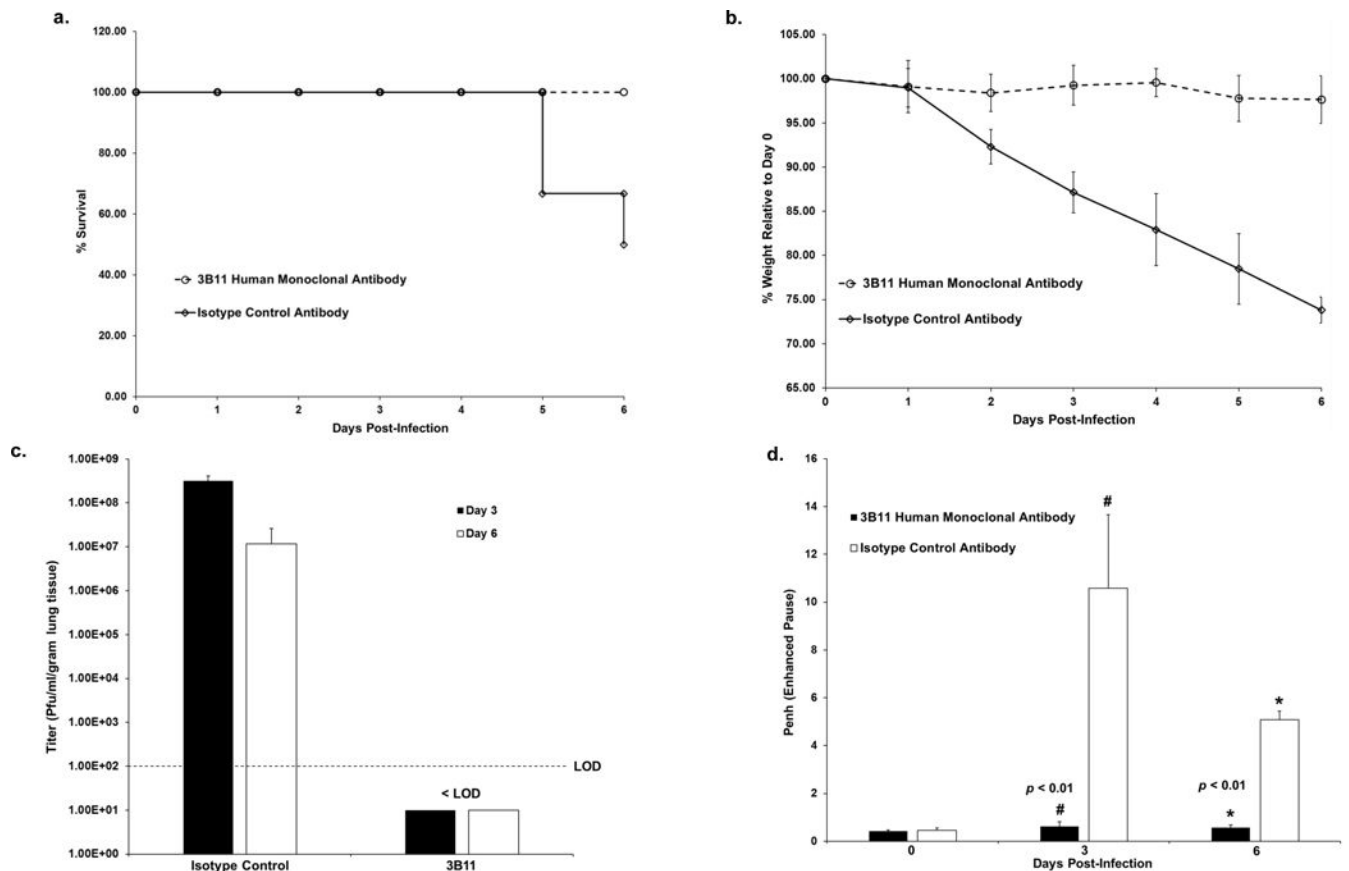 a.
120.00
100.00
80.00
60.00
40.00
20.00
0.00
% Survival
3B11 Human Monoclonal Antibody
Isotype Control Antibody
0 1 2 3 4 5 6
Days Post-Infection
b.
105.00
100.00
95.00
90.00
85.00
80.00
75.00
70.00
65.00
% Weight Relative to Day 0
3B11 Human Monoclonal Antibody
Isotype Control Antibody
0 1 2 3 4 5 6
Days Post-Infection
c.
1.00E+09
1.00E+08
1.00E+07
1.00E+06
1.00E+05
1.00E+04
1.00E+03
1.00E+02
1.00E+01
1.00E+00
Titer (Pfu/ml/gram lung tissue)
Day 3
Day 6
LOD
< LOD
Isotype Control 3B11
d.
16
14
12
10
8
6
4
2
0
Penh (Enhanced Pause)
3B11 Human Monoclonal Antibody
Isotype Control Antibody
#
*
p < 0.01 p < 0.01
# *
0 3 6
Days Post-Infection